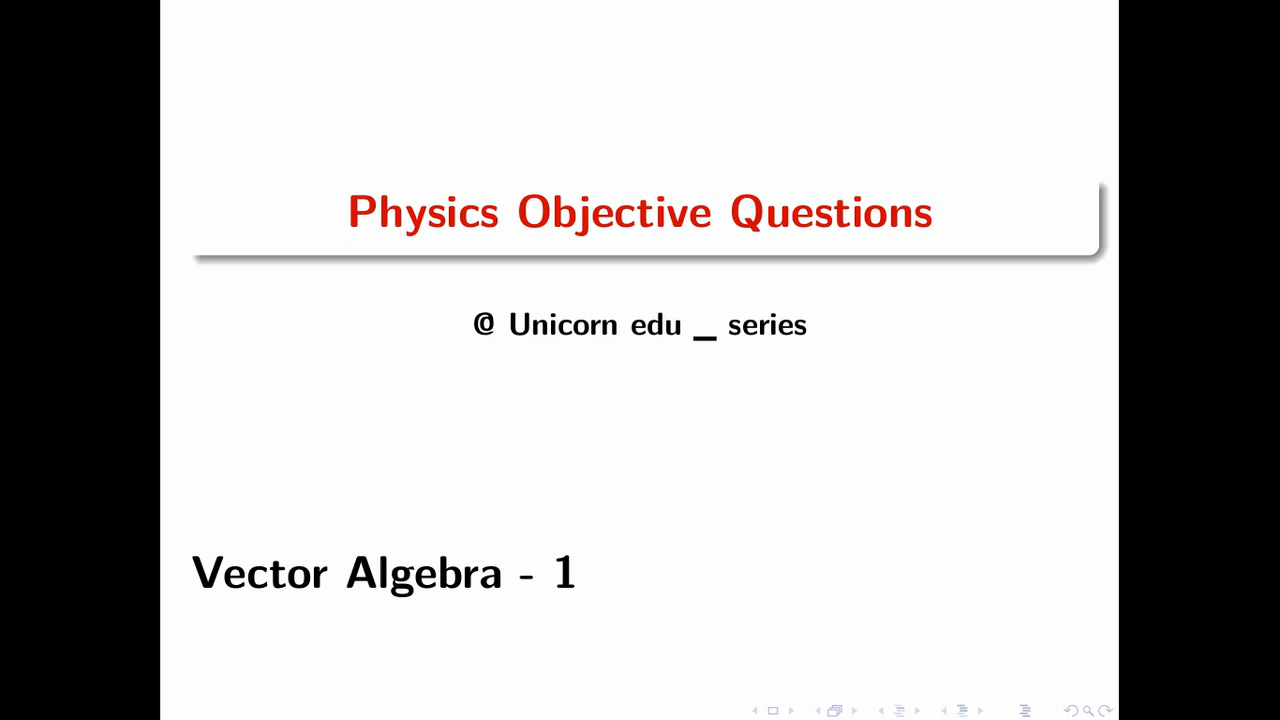 Physics Objective Questions
@ Unicorn edu _ series
Vector Algebra - 1